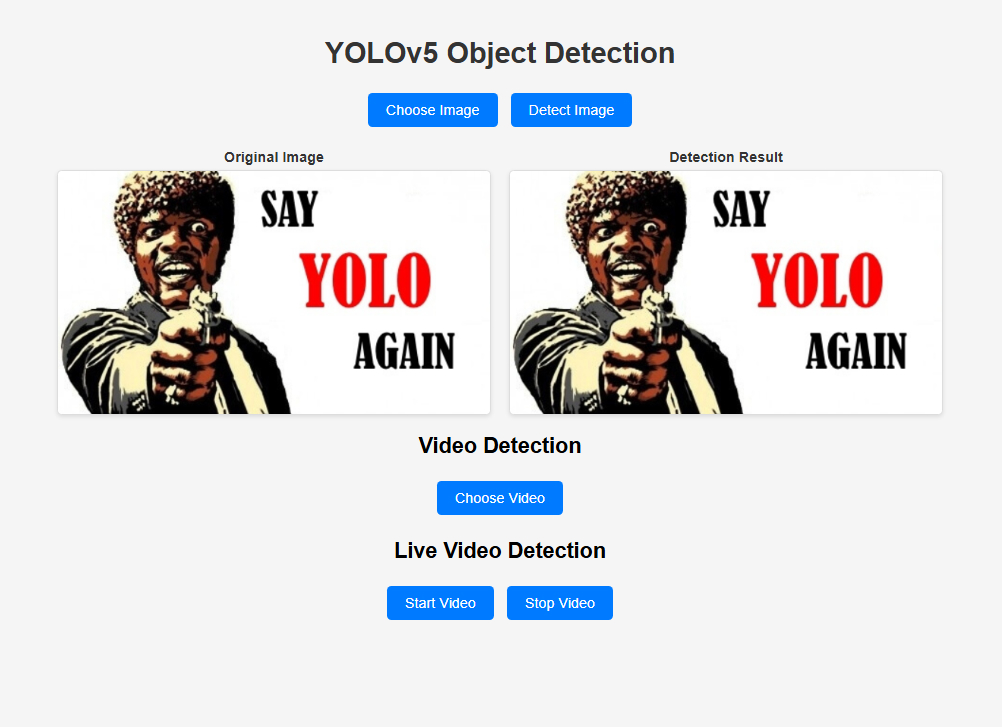 YOLOv5 Object Detection
Choose Image
Detect Image
Original Image
SAY
YOLO
AGAIN
Detection Result
SAY
YOLO
AGAIN
Video Detection
Choose Video
Live Video Detection
Start Video
Stop Video